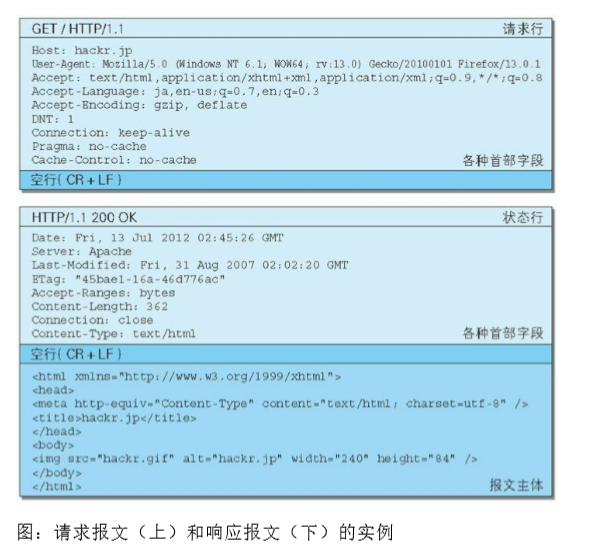 GET / HTTP/1.1 请求行
Host: hackr.jp
User-Agent: Mozilla/5.0 (Windows NT 6.1; WOW64; rv:13.0) Gecko/20100101 Firefox/13.0.1
Accept: text/html,application/xhtml+xml,application/xml;q=0.9,*/*;q=0.8
Accept-Language: ja,en-us;q=0.7,en;q=0.3
Accept-Encoding: gzip, deflate
DNT: 1
Connection: keep-alive
Pragma: no-cache
Cache-Control: no-cache 各种首部字段
空行( CR + LF )
HTTP/1.1 200 OK 状态行
Date: Fri, 13 Jul 2012 02:45:26 GMT
Server: Apache
Last-Modified: Fri, 31 Aug 2007 02:02:20 GMT
ETag: "45bae1-16a-46d776ac"
Accept-Ranges: bytes
Content-Length: 362
Connection: close
Content-Type: text/html 各种首部字段
空行( CR + LF )
<html xmlns="http://www.w3.org/1999/xhtml">
<head>
<meta http-equiv="Content-Type" content="text/html; charset=utf-8" />
<title>hackr.jp</title>
</head>
<body>
<img src="hackr.gif" alt="hackr.jp" width="240" height="84" />
</body>
</html> 报文主体
图：请求报文（上）和响应报文（下）的实例